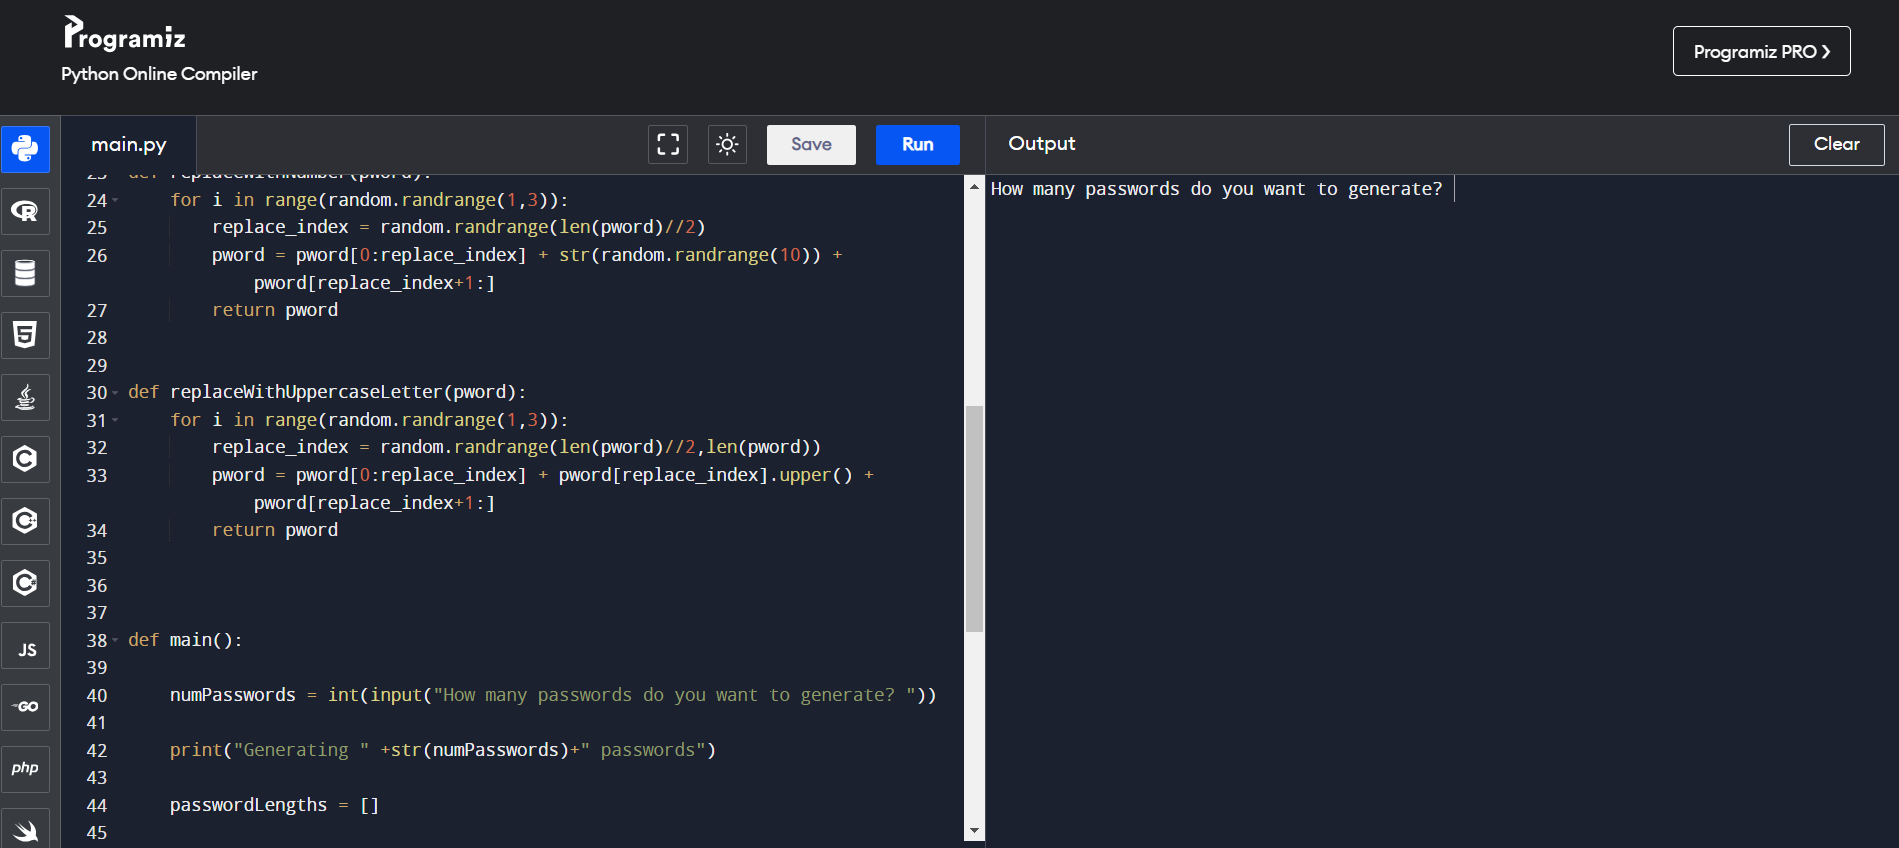 Programiz
Python Online Compiler
Programiz PRO ❯
main.py
Save
Run
Output
Clear
23 def replaceWithNumber(pword):
24     for i in range(random.randrange(1,3)):
25         replace_index = random.randrange(len(pword)//2)
26         pword = pword[0:replace_index] + str(random.randrange(10)) +
            pword[replace_index+1:]
27         return pword
28
29
30 def replaceWithUppercaseLetter(pword):
31     for i in range(random.randrange(1,3)):
32         replace_index = random.randrange(len(pword)//2,len(pword))
33         pword = pword[0:replace_index] + pword[replace_index].upper() +
            pword[replace_index+1:]
34         return pword
35
36
37
38 def main():
39
40     numPasswords = int(input("How many passwords do you want to generate? "))
41
42     print("Generating " +str(numPasswords)+" passwords")
43
44     passwordLengths = []
45
How many passwords do you want to generate?
R
5
C
C++
C#
JS
GO
php